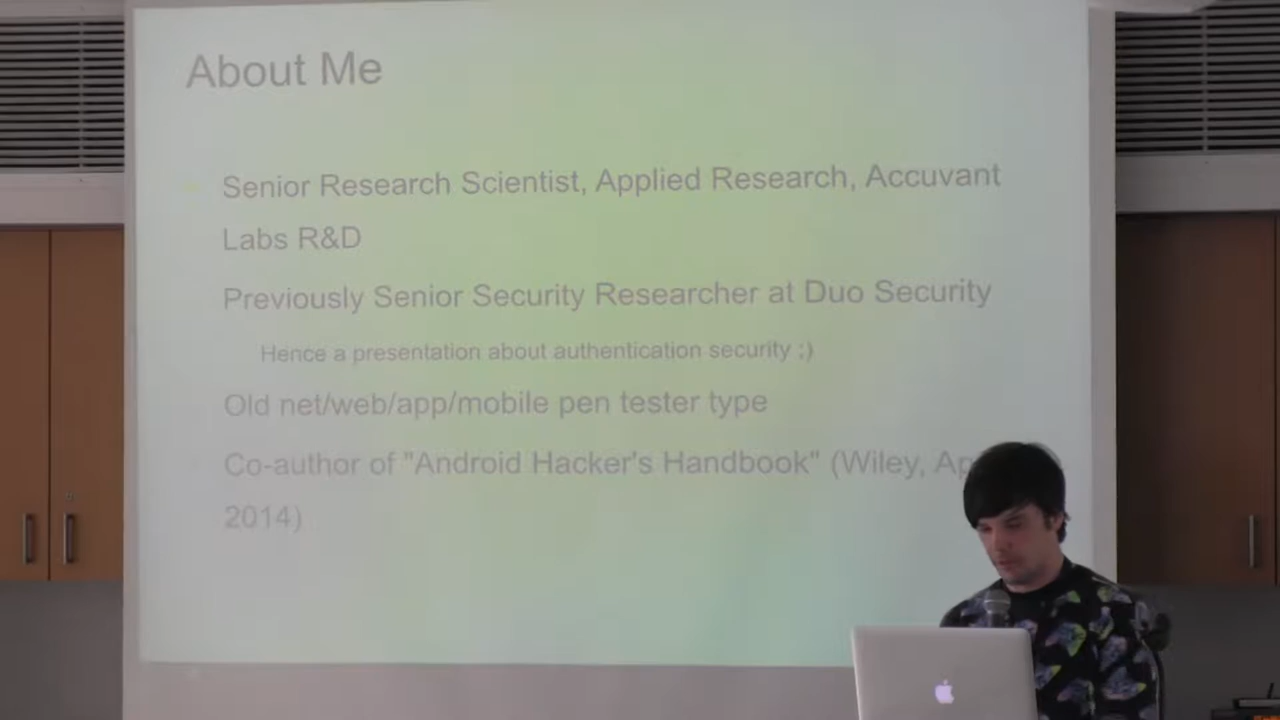 About Me
Senior Research Scientist, Applied Research, Accuvant
Labs R&D
Previously Senior Security Researcher at Duo Security
Hence a presentation about authentication security ;)
Old net/web/app/mobile pen tester type
Co-author of "Android Hacker's Handbook" (Wiley,
2014)